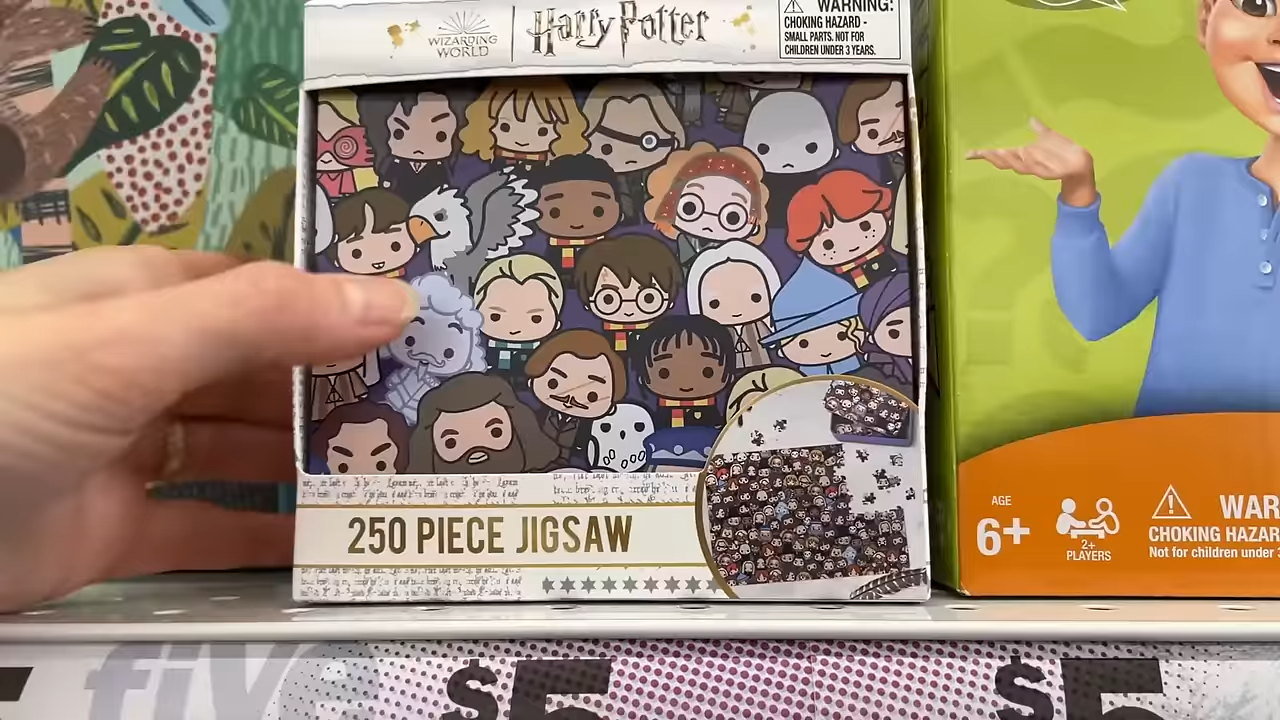 WIZARDING
WORLD
Harry Potter
WARNING:
CHOKING HAZARD -
SMALL PARTS. NOT FOR
CHILDREN UNDER 3 YEARS.
250 PIECE JIGSAW
AGE
6+
2+
PLAYERS
WAR
CHOKING HAZAR
Not for children under
five
$5
$5